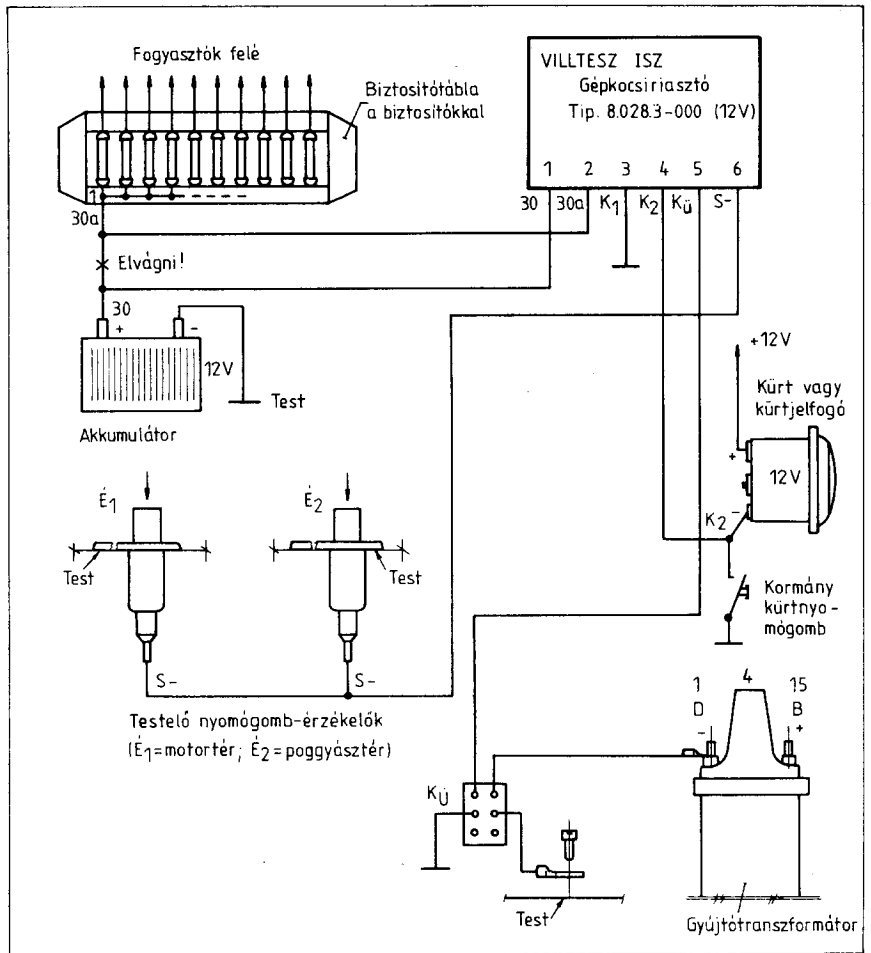 Fogyasztók felé
Biztosítótábla
a biztosítókkal
1
30a
Elvágni!
30
+ -
12V
Test
Akkumulátor
VILLTESZ ISZ
Gépkocsiriasztó
Tip. 8.028.3-000 (12V)
1 2 3 4 5 6
30 30a K1 K2 Kü S-
+12V
Kürt vagy
kürtjelfogó
+
12V
-
K2
Kormány
kürtnyo-
mógomb
É1 É2
Test Test
S- S-
Testelő nyomógomb-érzékelők
(É1=motortér; É2=poggyásztér)
KÜ
Test
1 4 15
D B
- +
Gyújtótranszformátor